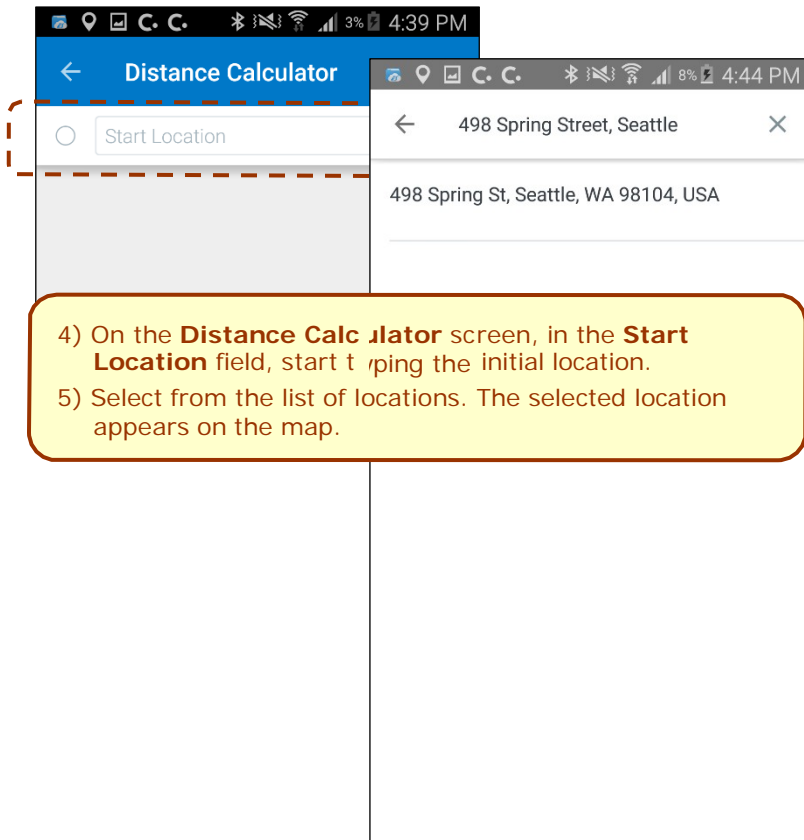 C. C. 3% 4:39 PM
Distance Calculator
Start Location
C. C. 8% 4:44 PM
498 Spring Street, Seattle
498 Spring St, Seattle, WA 98104, USA
4) On the Distance Calculator screen, in the Start
Location field, start typing the initial location.
5) Select from the list of locations. The selected location
appears on the map.